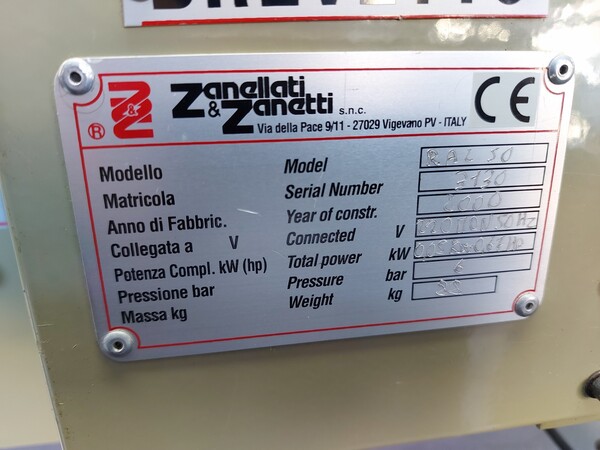 Zanellati
& Zanetti s.n.c.
Via della Pace 9/11 - 27029 Vigevano PV - ITALY
CE
®
Modello Model RAL 50
Matricola Serial Number
Anno di Fabbric. Year of constr. 2000
Collegata a V Connected V
Potenza Compl. kW (hp) Total power kW
Pressione bar Pressure bar 6
Massa kg Weight kg